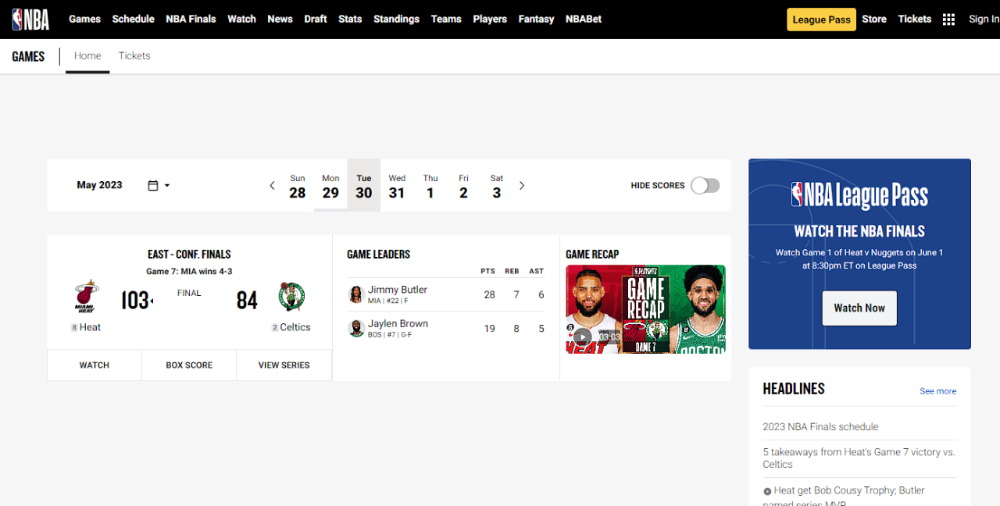 NBA
Games Schedule NBA Finals Watch News Draft Stats Standings Teams Players Fantasy NBABet
League Pass Store Tickets Sign In
GAMES Home Tickets
May 2023
Sun Mon Tue Wed Thu Fri Sat
28 29 30 31 1 2 3
HIDE SCORES
EAST - CONF. FINALS
Game 7: MIA wins 4-3
MIAMI HEAT
103 FINAL 84
8 Heat
2 Celtics
WATCH BOX SCORE VIEW SERIES
GAME LEADERS
PTS REB AST
Jimmy Butler
MIA | #22 | F
28 7 6
Jaylen Brown
BOS | #7 | G-F
19 8 5
GAME RECAP
PLAYOFFS
GAME
RECAP
GAME 7
03:03
HEAT
NBA League Pass
WATCH THE NBA FINALS
Watch Game 1 of Heat v Nuggets on June 1
at 8:30pm ET on League Pass
Watch Now
HEADLINES
See more
2023 NBA Finals schedule
5 takeaways from Heat's Game 7 victory vs.
Celtics
Heat get Bob Cousy Trophy; Butler
named series MVP